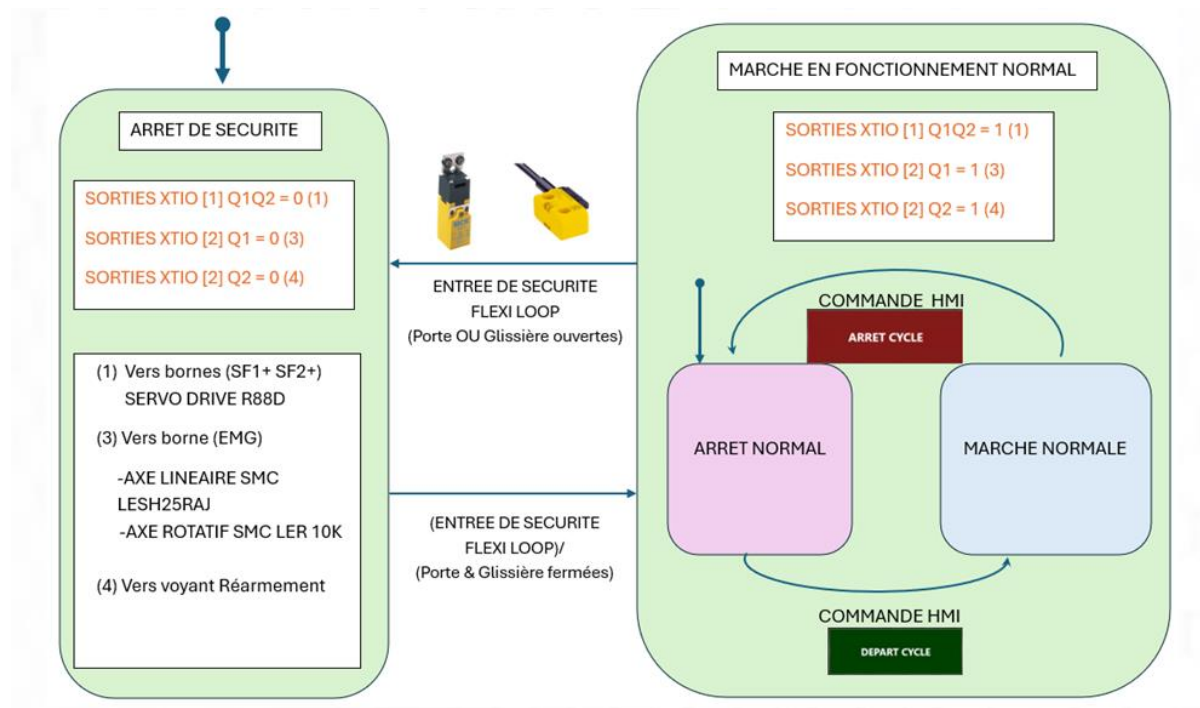 ARRET DE SECURITE
SORTIES XTIO [1] Q1Q2 = 0 (1)
SORTIES XTIO [2] Q1 = 0 (3)
SORTIES XTIO [2] Q2 = 0 (4)
(1) Vers bornes (SF1+ SF2+)
SERVO DRIVE R88D
(3) Vers borne (EMG)
-AXE LINEAIRE SMC
LESH25RAJ
-AXE ROTATIF SMC LER 10K
(4) Vers voyant Réarmement
ENTREE DE SECURITE
FLEXI LOOP
(Porte OU Glissière ouvertes)
(ENTREE DE SECURITE
FLEXI LOOP)/
(Porte & Glissière fermées)
MARCHE EN FONCTIONNEMENT NORMAL
SORTIES XTIO [1] Q1Q2 = 1 (1)
SORTIES XTIO [2] Q1 = 1 (3)
SORTIES XTIO [2] Q2 = 1 (4)
COMMANDE HMI
ARRET CYCLE
ARRET NORMAL
MARCHE NORMALE
COMMANDE HMI
DEPART CYCLE